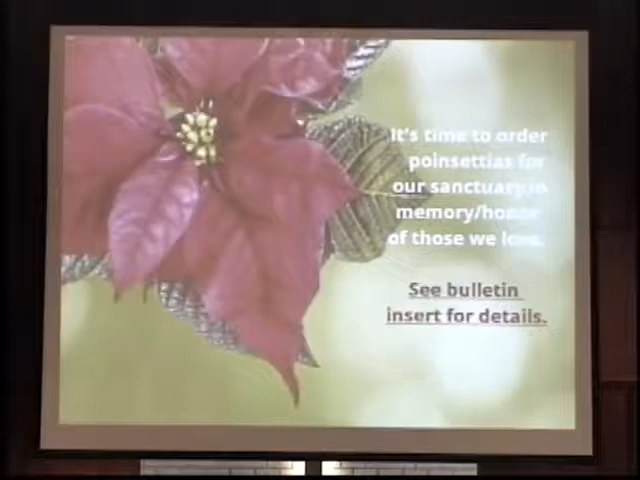 It's time to order
poinsettias for
our sanctuary in
memory/honor
of those we love.
See bulletin
insert for details.